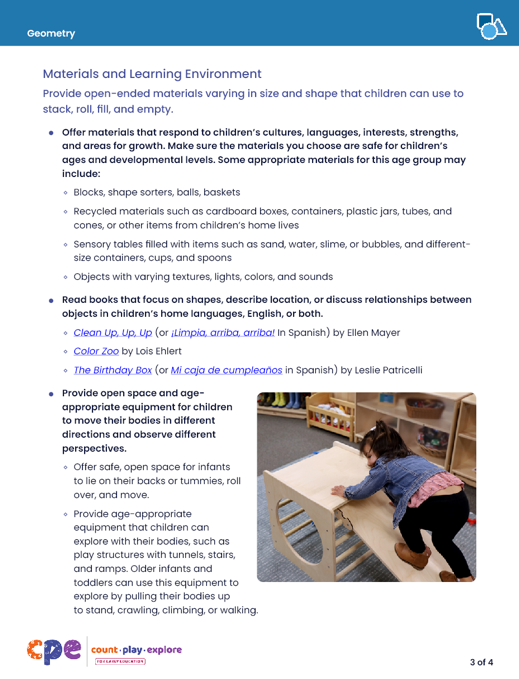 Geometry
Materials and Learning Environment
Provide open-ended materials varying in size and shape that children can use to
stack, roll, fill, and empty.
• Offer materials that respond to children's cultures, languages, interests, strengths,
and areas for growth. Make sure the materials you choose are safe for children's
ages and developmental levels. Some appropriate materials for this age group may
include:
⋄ Blocks, shape sorters, balls, baskets
⋄ Recycled materials such as cardboard boxes, containers, plastic jars, tubes, and
cones, or other items from children's home lives
⋄ Sensory tables filled with items such as sand, water, slime, or bubbles, and different-
size containers, cups, and spoons
⋄ Objects with varying textures, lights, colors, and sounds
• Read books that focus on shapes, describe location, or discuss relationships between
objects in children's home languages, English, or both.
⋄ Clean Up, Up, Up (or ¡Limpia, arriba, arriba! In Spanish) by Ellen Mayer
⋄ Color Zoo by Lois Ehlert
⋄ The Birthday Box (or Mi caja de cumpleaños in Spanish) by Leslie Patricelli
• Provide open space and age-
appropriate equipment for children
to move their bodies in different
directions and observe different
perspectives.
⋄ Offer safe, open space for infants
to lie on their backs or tummies, roll
over, and move.
⋄ Provide age-appropriate
equipment that children can
explore with their bodies, such as
play structures with tunnels, stairs,
and ramps. Older infants and
toddlers can use this equipment to
explore by pulling their bodies up
to stand, crawling, climbing, or walking.
cpe
count·play·explore
3 of 4